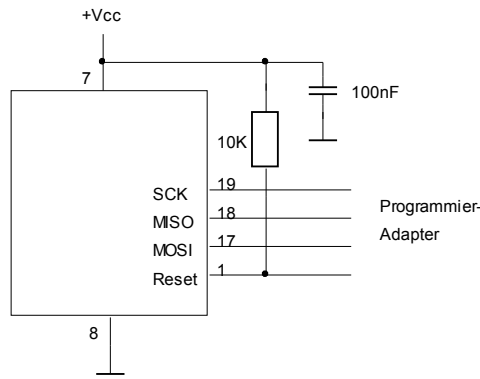 +Vcc
7
100nF
10K
SCK 19
MISO 18
MOSI 17
Reset 1
Programmier-
Adapter
8